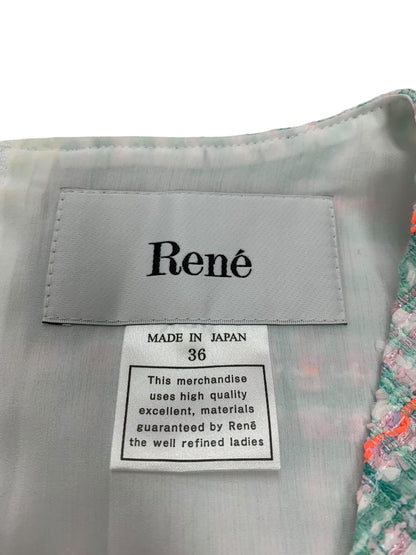 René
MADE IN JAPAN
36
This merchandise
uses high quality
excellent, materials
guaranteed by René
the well refined ladies